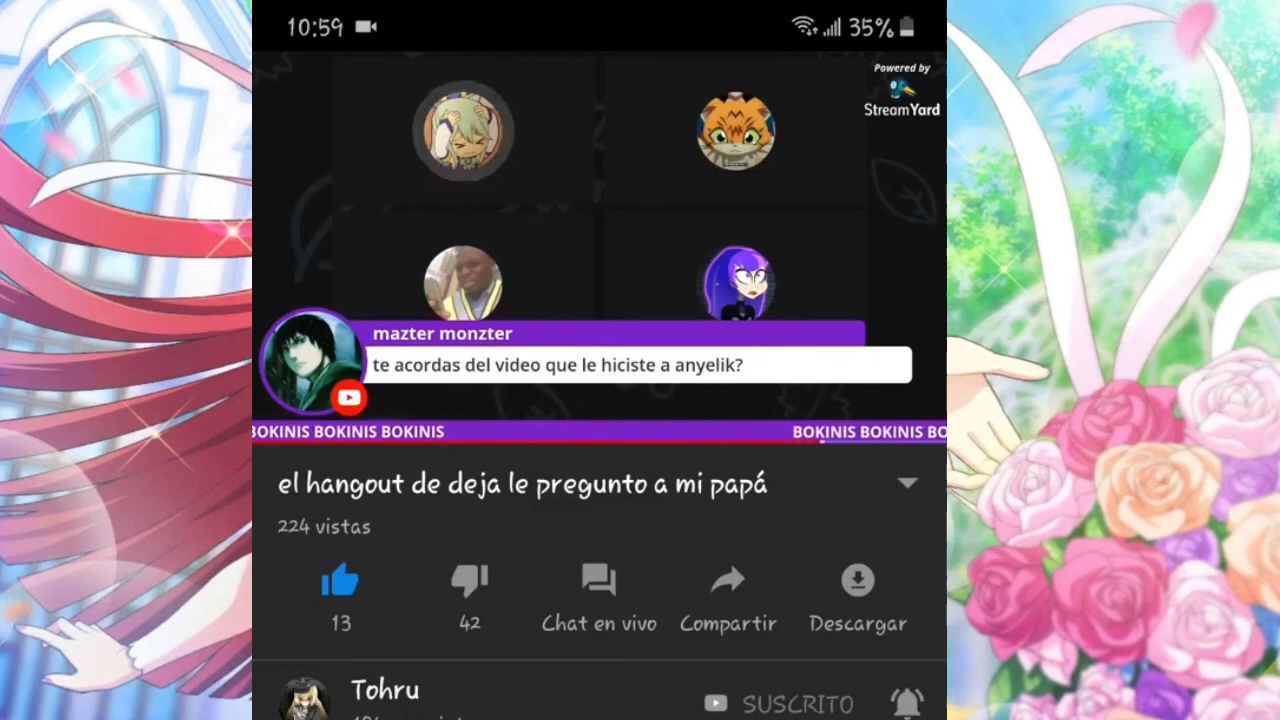 10:59
35%
Powered by
StreamYard
mazter monzter
te acordas del video que le hiciste a anyelik?
BOKINIS BOKINIS BOKINIS
BOKINIS BOKINIS BO
el hangout de deja le pregunto a mi papá
224 vistas
13
42
Chat en vivo
Compartir
Descargar
Tohru
SUSCRITO